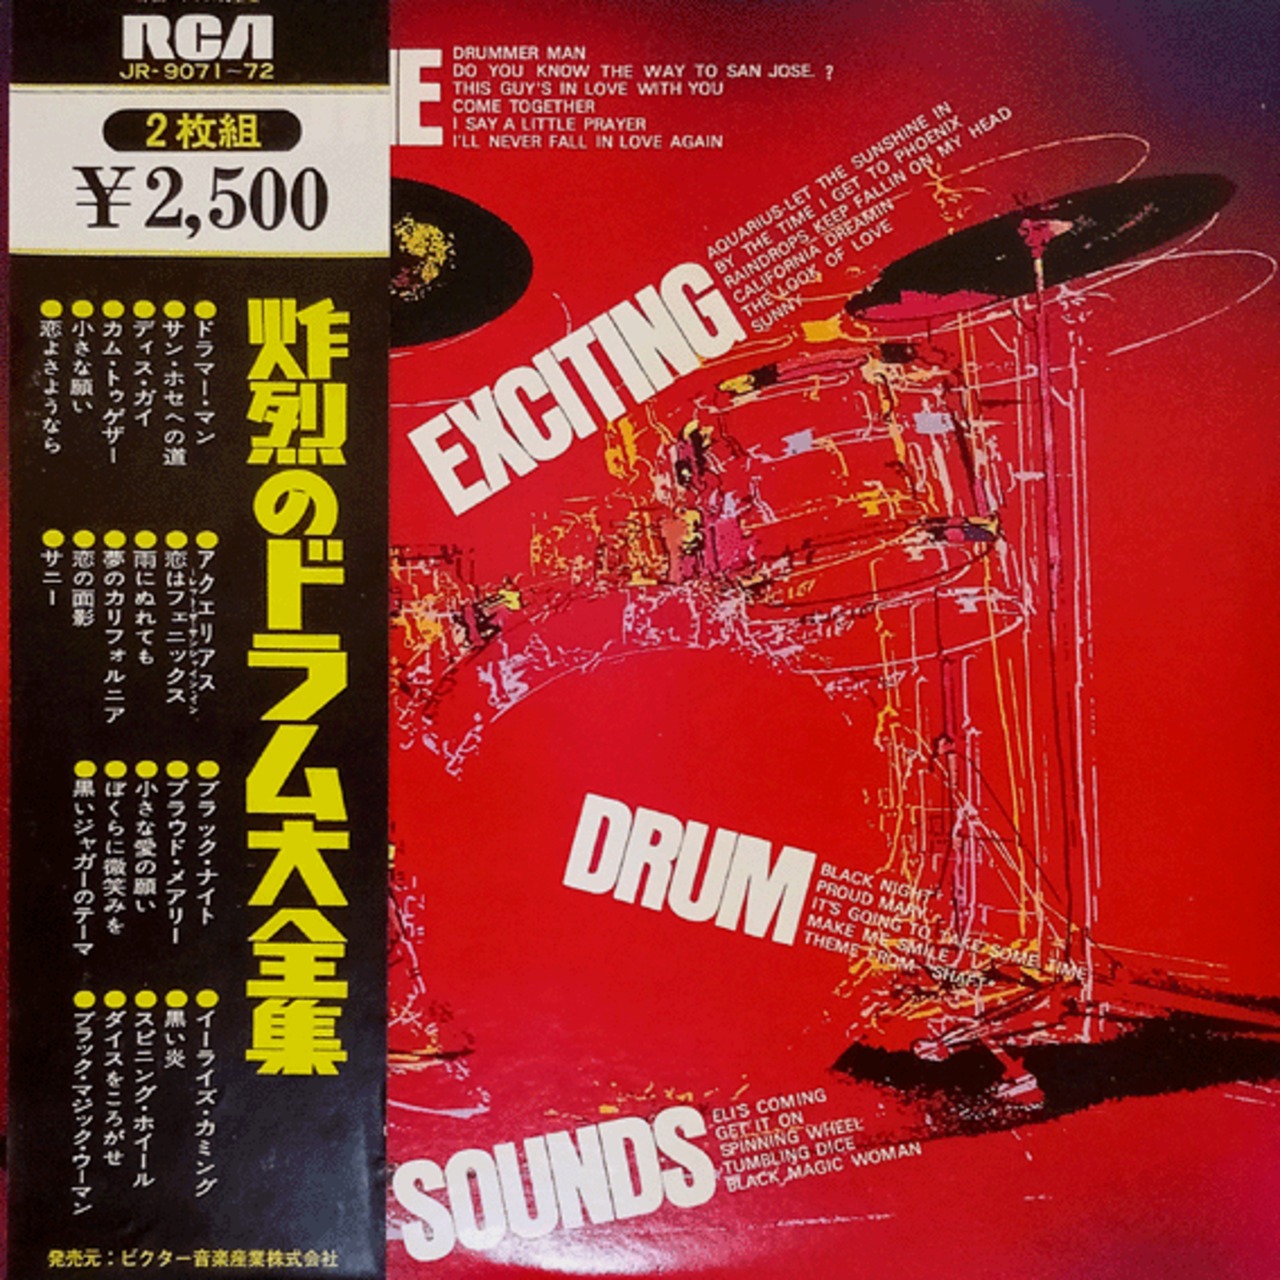 RCA
JR-9071~72
2枚組
¥2,500
炸烈のドラム大全集
●ドラマー・マン
●サン・ホセへの道
●ディス・ガイ
●カム・トゥゲザー
●小さな願い
●恋よさようなら
●アクエリアス
レット・ザ・サンシャイン・イン
●恋はフェニックス
●雨にぬれても
●夢のカリフォルニア
●恋の面影
●サニー
●ブラック・ナイト
●プラウド・メアリー
●小さな愛の願い
●ぼくらに微笑みを
●黒いジャガーのテーマ
●イーライズ・カミング
●黒い炎
●スピニング・ホイール
●ダイスをころがせ
●ブラック・マジック・ウーマン
発売元：ビクター音楽産業株式会社
DRUMMER MAN
DO YOU KNOW THE WAY TO SAN JOSE. ?
THIS GUY'S IN LOVE WITH YOU
COME TOGETHER
I SAY A LITTLE PRAYER
I'LL NEVER FALL IN LOVE AGAIN
EXCITING
AQUARIUS-LET THE SUNSHINE IN
BY THE TIME I GET TO PHOENIX
RAINDROPS KEEP FALLIN ON MY HEAD
CALIFORNIA DREAMIN
THE LOOK OF LOVE
SUNNY
DRUM
BLACK NIGHT
PROUD MARY
IT'S GOING TO TAKE SOME TIME
MAKE ME SMILE
THEME FROM "SHAFT"
SOUNDS
ELI'S COMING
GET IT ON
SPINNING WHEEL
TUMBLING DICE
BLACK MAGIC WOMAN